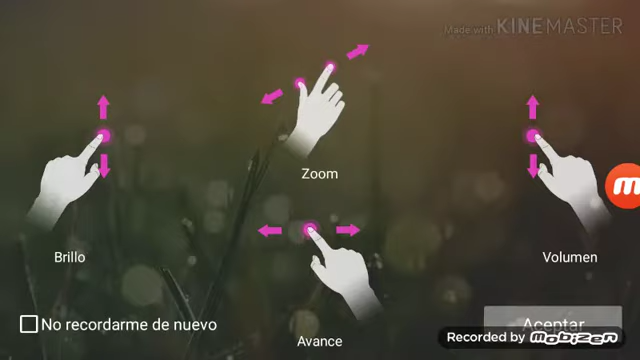 Made with KINEMASTER
Zoom
Brillo
Volumen
No recordarme de nuevo
Aceptar
Avance
Recorded by mobizen